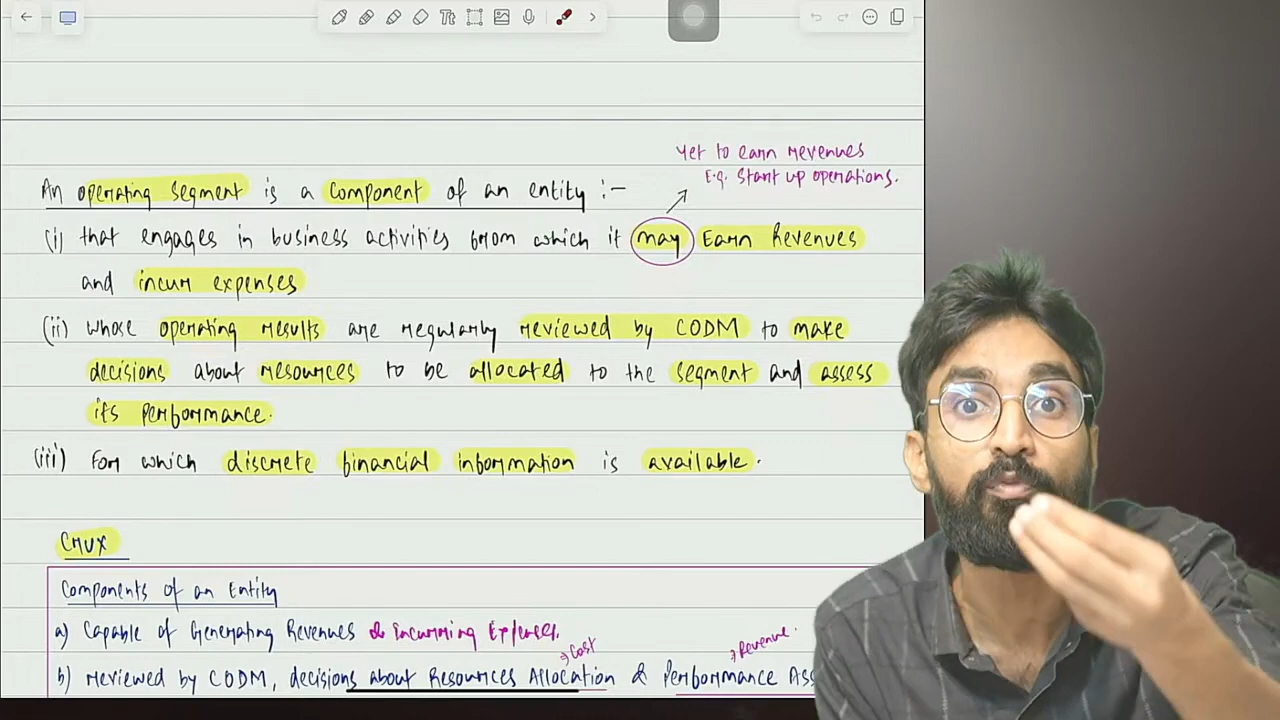 Yet to earn revenues
E.g. Start up operations.
An operating segment is a component of an entity :-
(i) that engages in business activities from which it may Earn Revenues
and incur expenses
(ii) whose operating results are regularly reviewed by CODM to make
decisions about resources to be allocated to the segment and assess
its performance.
(iii) For which discrete financial information is available.
Crux
Components of an Entity
a) Capable of Generating Revenues & Incurring Expenses.
Cost
Revenue.
b) reviewed by CODM, decisions about Resources Allocation & Performance Ass